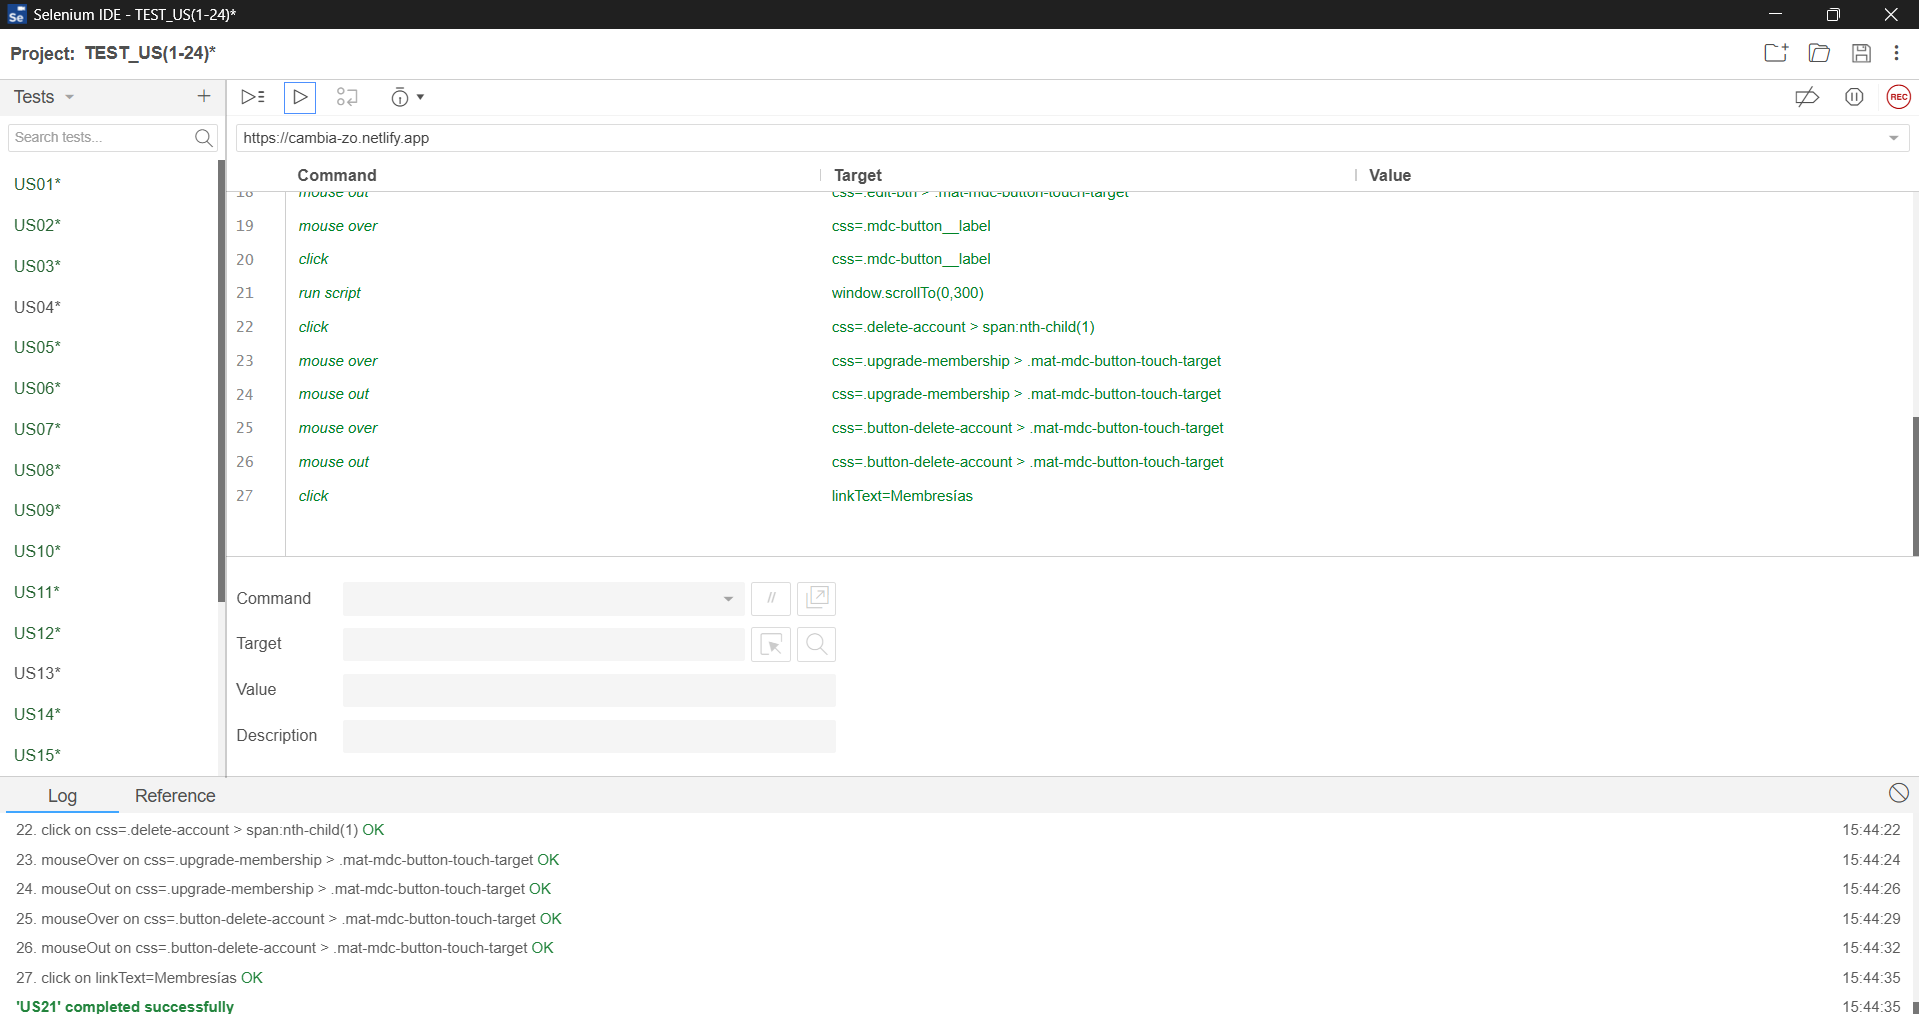 Selenium IDE - TEST_US(1-24)*
Project: TEST_US(1-24)*
Tests
+
REC
Search tests...
https://cambia-zo.netlify.app
Command Target Value
US01*
US02*
US03*
US04*
US05*
US06*
US07*
US08*
US09*
US10*
US11*
US12*
US13*
US14*
US15*
18 mouse out css=.edit-btn > .mat-mdc-button-touch-target
19 mouse over css=.mdc-button__label
20 click css=.mdc-button__label
21 run script window.scrollTo(0,300)
22 click css=.delete-account > span:nth-child(1)
23 mouse over css=.upgrade-membership > .mat-mdc-button-touch-target
24 mouse out css=.upgrade-membership > .mat-mdc-button-touch-target
25 mouse over css=.button-delete-account > .mat-mdc-button-touch-target
26 mouse out css=.button-delete-account > .mat-mdc-button-touch-target
27 click linkText=Membresías
Command //
Target
Value
Description
Log Reference
22. click on css=.delete-account > span:nth-child(1) OK 15:44:22
23. mouseOver on css=.upgrade-membership > .mat-mdc-button-touch-target OK 15:44:24
24. mouseOut on css=.upgrade-membership > .mat-mdc-button-touch-target OK 15:44:26
25. mouseOver on css=.button-delete-account > .mat-mdc-button-touch-target OK 15:44:29
26. mouseOut on css=.button-delete-account > .mat-mdc-button-touch-target OK 15:44:32
27. click on linkText=Membresías OK 15:44:35
'US21' completed successfully 15:44:35